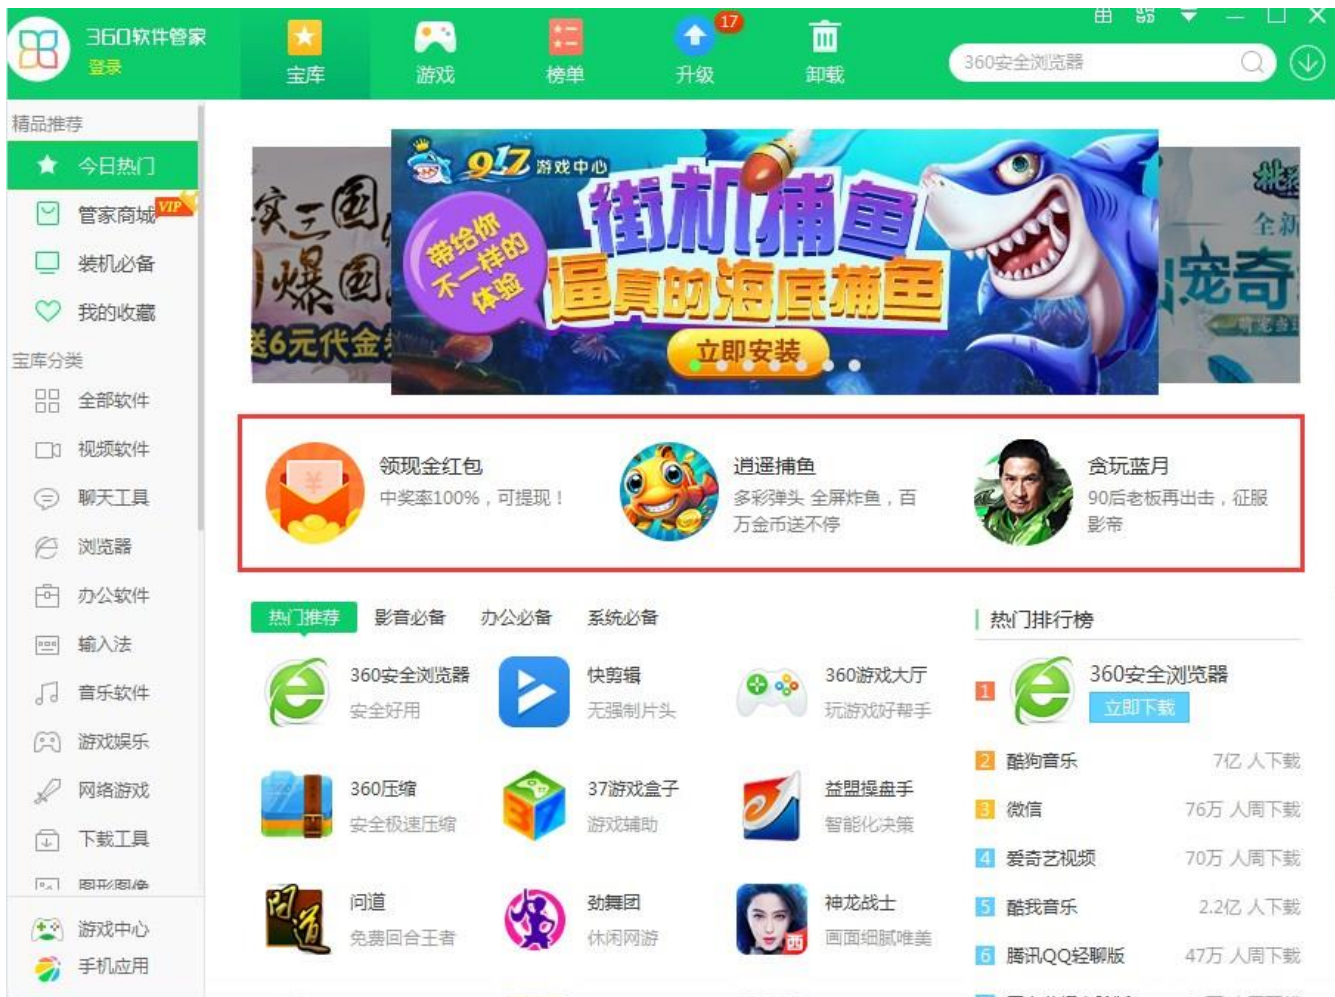 360软件管家
登录
宝库
游戏
榜单
17
升级
卸载
360安全浏览器
精品推荐
今日热门
管家商城
VIP
装机必备
我的收藏
宝库分类
全部软件
视频软件
聊天工具
浏览器
办公软件
输入法
音乐软件
游戏娱乐
网络游戏
下载工具
图形图像
游戏中心
手机应用
三国
爆国
送6元代金
917游戏中心
带给你
不一样的
体验
街机捕鱼
逼真的海底捕鱼
立即安装
全新
宠奇
领现金红包
中奖率100%，可提现！
逍遥捕鱼
多彩弹头 全屏炸鱼，百
万金币送不停
贪玩蓝月
90后老板再出击，征服
影帝
热门推荐
影音必备
办公必备
系统必备
360安全浏览器
安全好用
快剪辑
无强制片头
360游戏大厅
玩游戏好帮手
360压缩
安全极速压缩
37游戏盒子
游戏辅助
益盟操盘手
智能化决策
问道
问道
免费回合王者
劲舞团
休闲网游
西
神龙战士
画面细腻唯美
热门排行榜
1
360安全浏览器
立即下载
2 酷狗音乐 7亿 人下载
3 微信 76万 人周下载
4 爱奇艺视频 70万 人周下载
5 酷我音乐 2.2亿 人下载
6 腾讯QQ轻聊版 47万 人周下载